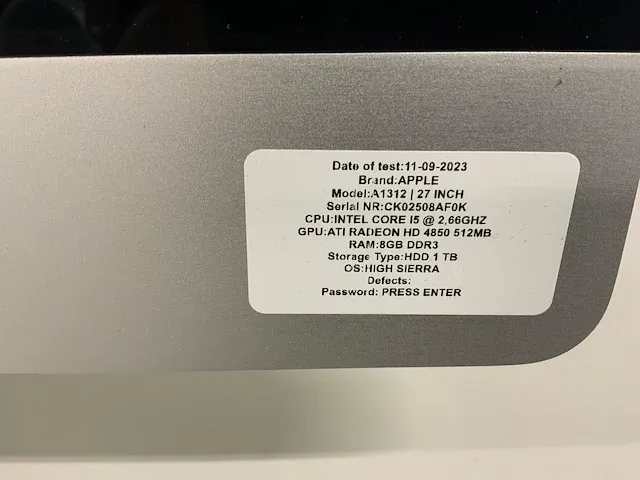 Date of test:11-09-2023
Brand:APPLE
Model:A1312 | 27 INCH
Serial NR:CK02508AF0K
CPU:INTEL CORE I5 @ 2,66GHZ
GPU:ATI RADEON HD 4850 512MB
RAM:8GB DDR3
Storage Type:HDD 1 TB
OS:HIGH SIERRA
Defects:
Password: PRESS ENTER